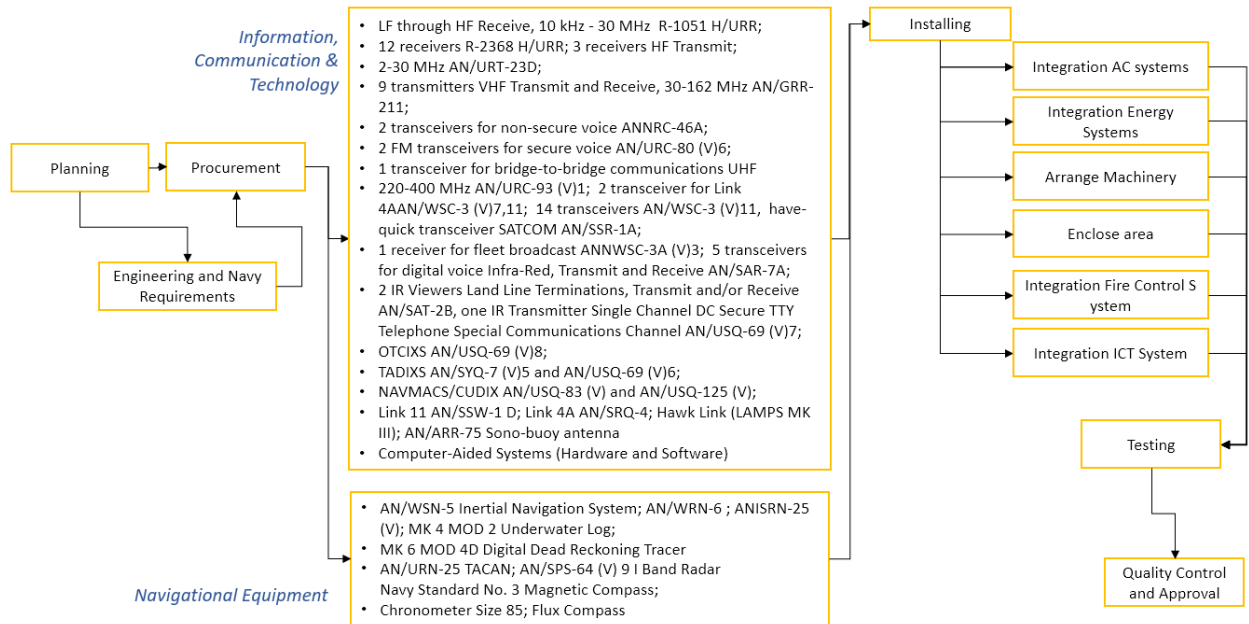 Information,
Communication &
Technology
• LF through HF Receive, 10 kHz - 30 MHz  R-1051 H/URR;
• 12 receivers R-2368 H/URR; 3 receivers HF Transmit;
• 2-30 MHz AN/URT-23D;
• 9 transmitters VHF Transmit and Receive, 30-162 MHz AN/GRR-
211;
• 2 transceivers for non-secure voice ANNRC-46A;
• 2 FM transceivers for secure voice AN/URC-80 (V)6;
• 1 transceiver for bridge-to-bridge communications UHF
• 220-400 MHz AN/URC-93 (V)1;  2 transceiver for Link
4AAN/WSC-3 (V)7,11;  14 transceivers AN/WSC-3 (V)11,  have-
quick transceiver SATCOM AN/SSR-1A;
• 1 receiver for fleet broadcast ANNWSC-3A (V)3;  5 transceivers
for digital voice Infra-Red, Transmit and Receive AN/SAR-7A;
• 2 IR Viewers Land Line Terminations, Transmit and/or Receive
AN/SAT-2B, one IR Transmitter Single Channel DC Secure TTY
Telephone Special Communications Channel AN/USQ-69 (V)7;
• OTCIXS AN/USQ-69 (V)8;
• TADIXS AN/SYQ-7 (V)5 and AN/USQ-69 (V)6;
• NAVMACS/CUDIX AN/USQ-83 (V) and AN/USQ-125 (V);
• Link 11 AN/SSW-1 D; Link 4A AN/SRQ-4; Hawk Link (LAMPS MK
III); AN/ARR-75 Sono-buoy antenna
• Computer-Aided Systems (Hardware and Software)
Planning
Procurement
Engineering and Navy
Requirements
Navigational Equipment
• AN/WSN-5 Inertial Navigation System; AN/WRN-6 ; ANISRN-25
(V); MK 4 MOD 2 Underwater Log;
• MK 6 MOD 4D Digital Dead Reckoning Tracer
• AN/URN-25 TACAN; AN/SPS-64 (V) 9 I Band Radar
Navy Standard No. 3 Magnetic Compass;
• Chronometer Size 85; Flux Compass
Installing
Integration AC systems
Integration Energy
Systems
Arrange Machinery
Enclose area
Integration Fire Control S
ystem
Integration ICT System
Testing
Quality Control
and Approval